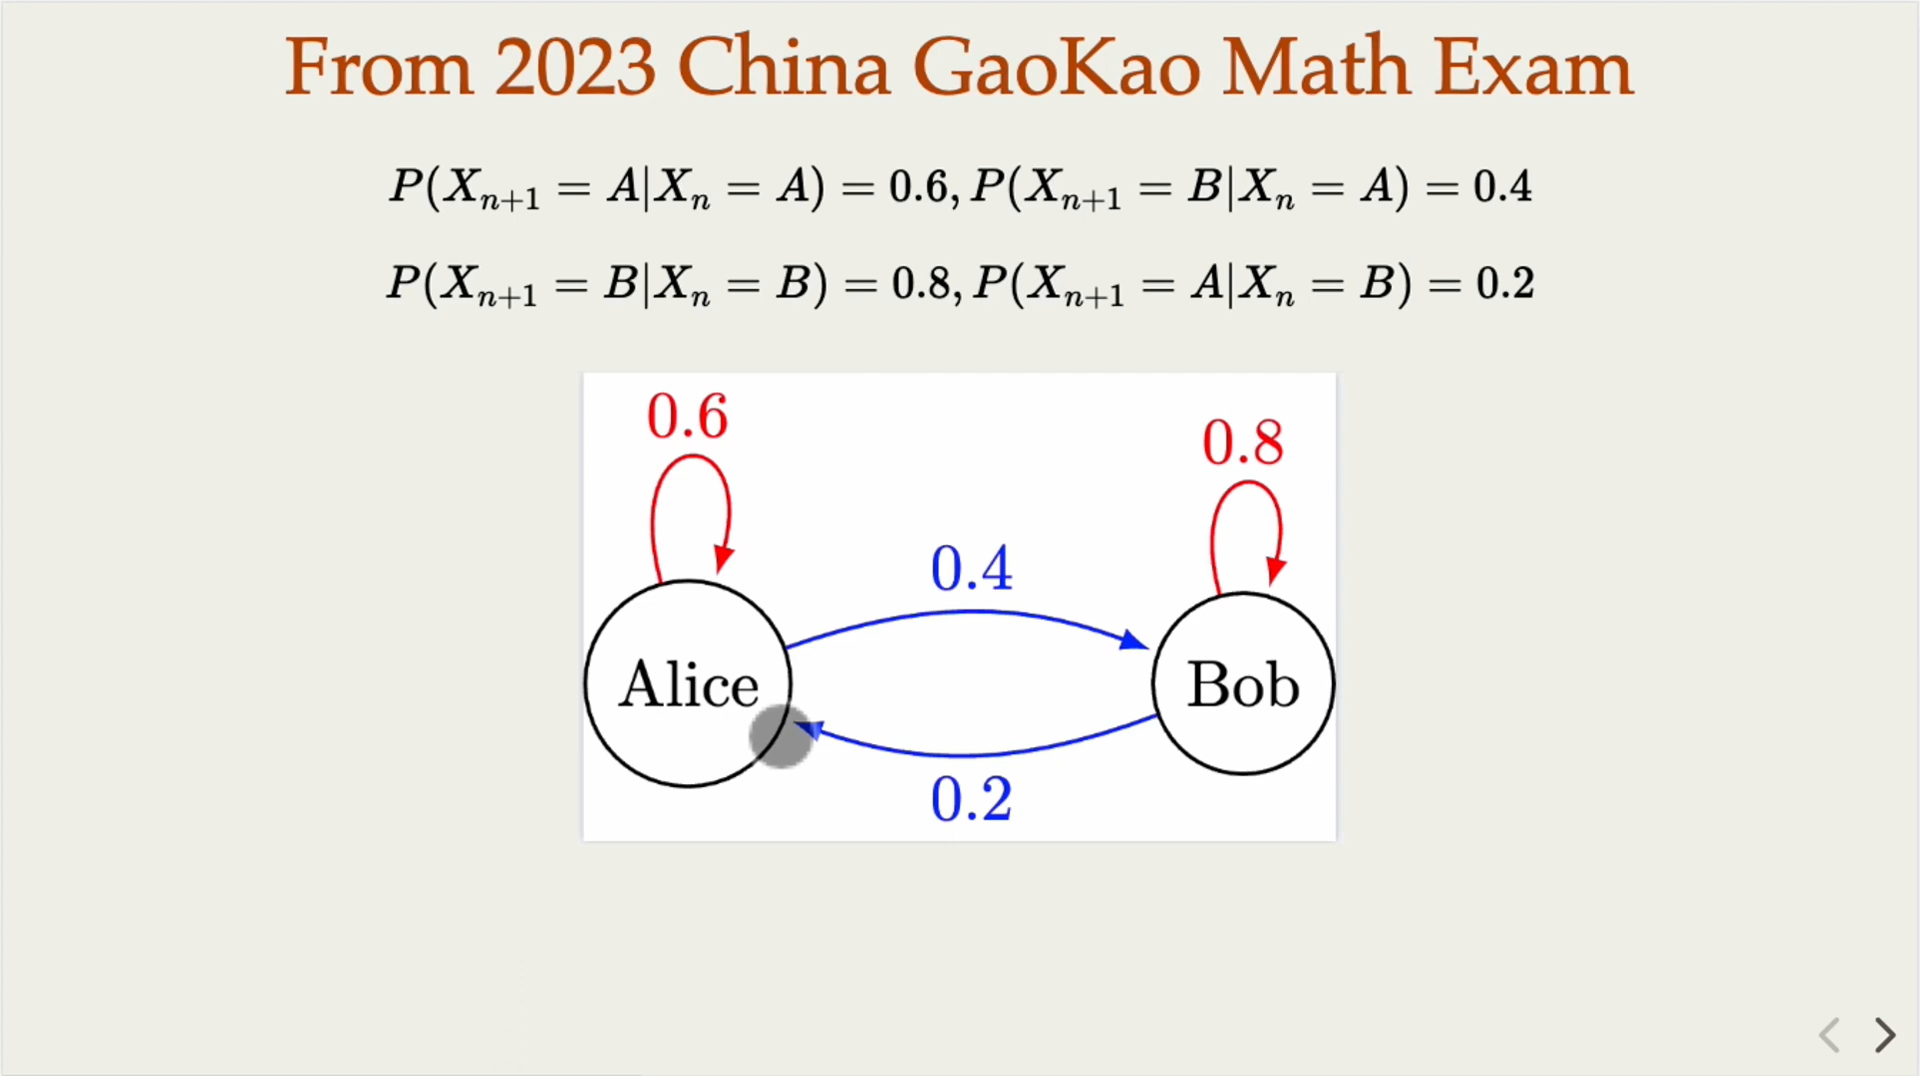 From 2023 China GaoKao Math Exam
P(X_{n+1} = A|X_n = A) = 0.6, P(X_{n+1} = B|X_n = A) = 0.4
P(X_{n+1} = B|X_n = B) = 0.8, P(X_{n+1} = A|X_n = B) = 0.2
0.6
0.8
0.4
Alice
Bob
0.2